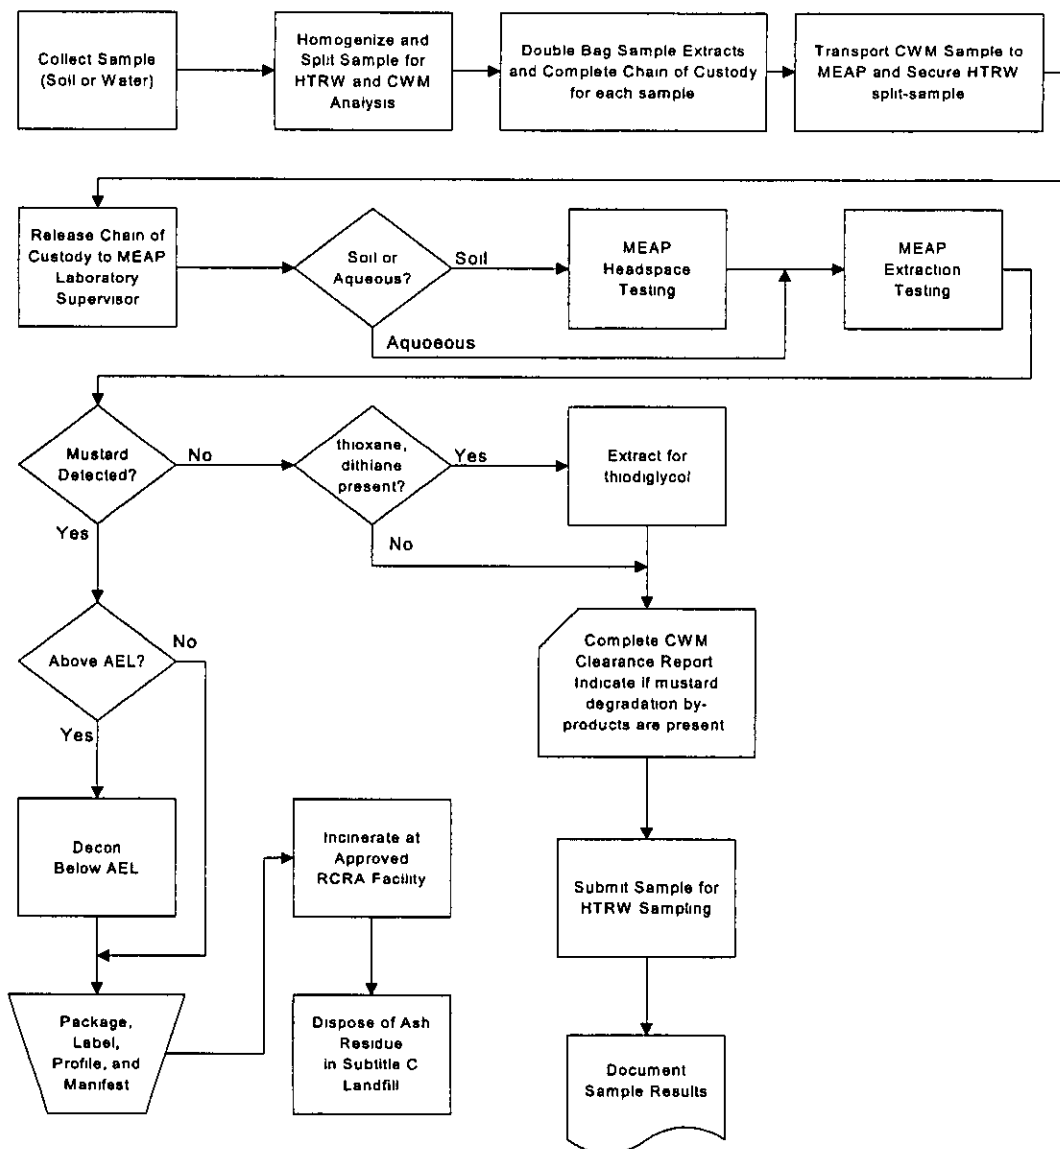 Collect Sample
(Soil or Water)
Homogenize and
Split Sample for
HTRW and CWM
Analysis
Double Bag Sample Extracts
and Complete Chain of Custody
for each sample
Transport CWM Sample to
MEAP and Secure HTRW
split-sample
Release Chain of
Custody to MEAP
Laboratory
Supervisor
Soil or
Aqueous?
Soil
Aquoeous
MEAP
Headspace
Testing
MEAP
Extraction
Testing
Mustard
Detected?
No
Yes
thioxane,
dithiane
present?
Yes
No
Extract for
thiodiglycol
Above AEL?
No
Yes
Complete CWM
Clearance Report
Indicate if mustard
degradation by-
products are present
Decon
Below AEL
Incinerate at
Approved
RCRA Facility
Submit Sample for
HTRW Sampling
Package,
Label,
Profile, and
Manifest
Dispose of Ash
Residue
in Subtitle C
Landfill
Document
Sample Results